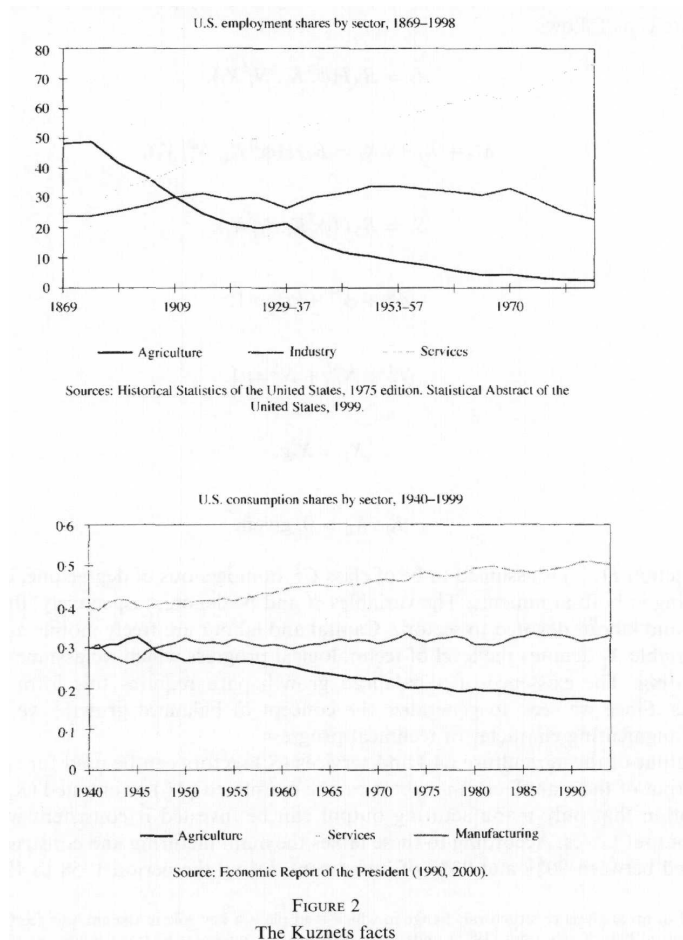 U.S. employment shares by sector, 1869–1998
80
70
60
50
40
30
20
10
0
1869 1909 1929–37 1953–57 1970
Agriculture Industry Services
Sources: Historical Statistics of the United States, 1975 edition. Statistical Abstract of the
United States, 1999.
U.S. consumption shares by sector, 1940–1999
0·6
0·5
0·4
0·3
0·2
0·1
0
1940 1945 1950 1955 1960 1965 1970 1975 1980 1985 1990
Agriculture Services Manufacturing
Source: Economic Report of the President (1990, 2000).
FIGURE 2
The Kuznets facts